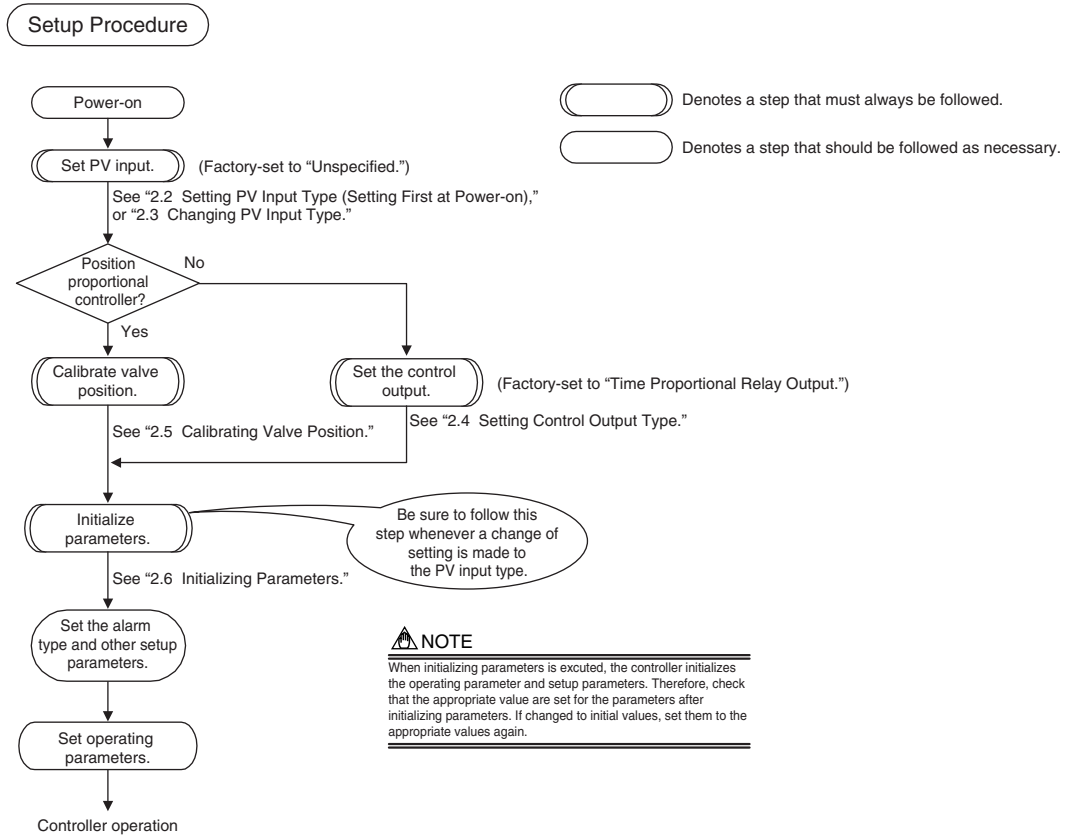 Setup Procedure
Power-on
Denotes a step that must always be followed.
Set PV input.
(Factory-set to "Unspecified.")
Denotes a step that should be followed as necessary.
See “2.2 Setting PV Input Type (Setting First at Power-on),”
or “2.3 Changing PV Input Type.”
Position
proportional
controller?
No
Yes
Calibrate valve
position.
Set the control
output.
(Factory-set to “Time Proportional Relay Output.”)
See “2.5 Calibrating Valve Position.”
See “2.4 Setting Control Output Type.”
Initialize
parameters.
Be sure to follow this
step whenever a change of
setting is made to
the PV input type.
See “2.6 Initializing Parameters.”
Set the alarm
type and other setup
parameters.
NOTE
When initializing parameters is excuted, the controller initializes
the operating parameter and setup parameters. Therefore, check
that the appropriate value are set for the parameters after
initializing parameters. If changed to initial values, set them to the
appropriate values again.
Set operating
parameters.
Controller operation